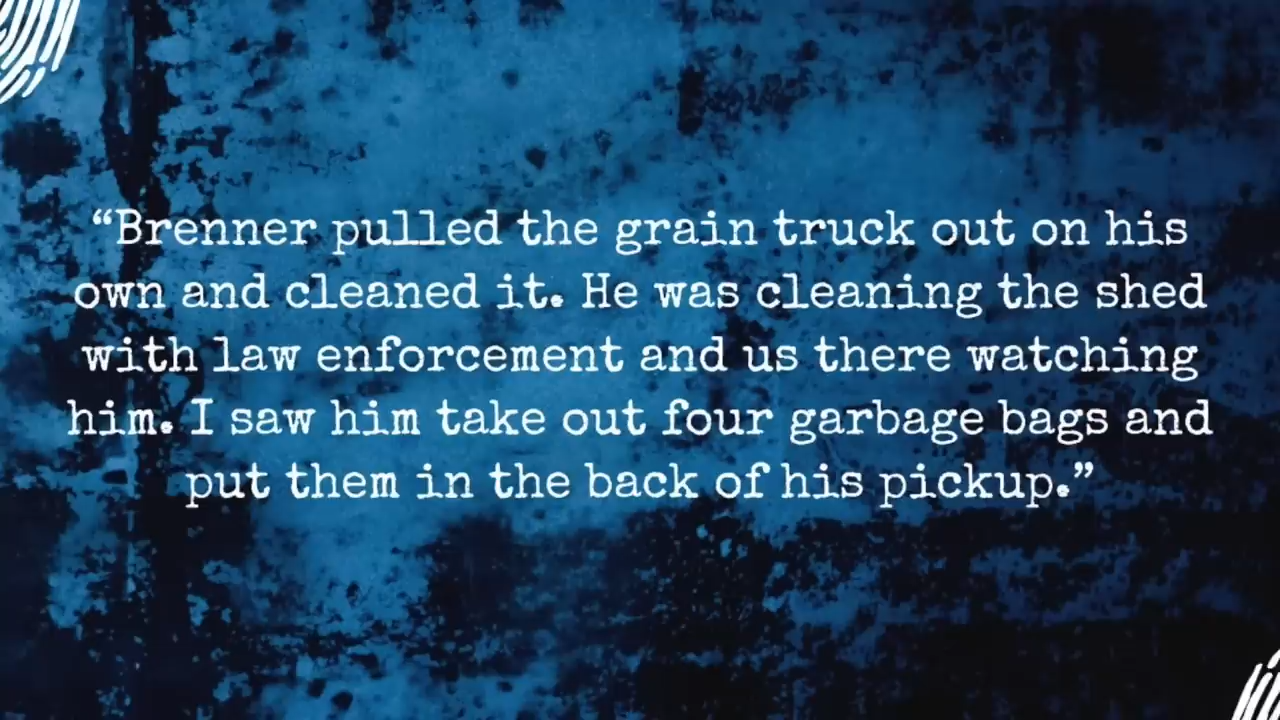 “Brenner pulled the grain truck out on his
own and cleaned it. He was cleaning the shed
with law enforcement and us there watching
him. I saw him take out four garbage bags and
put them in the back of his pickup.”